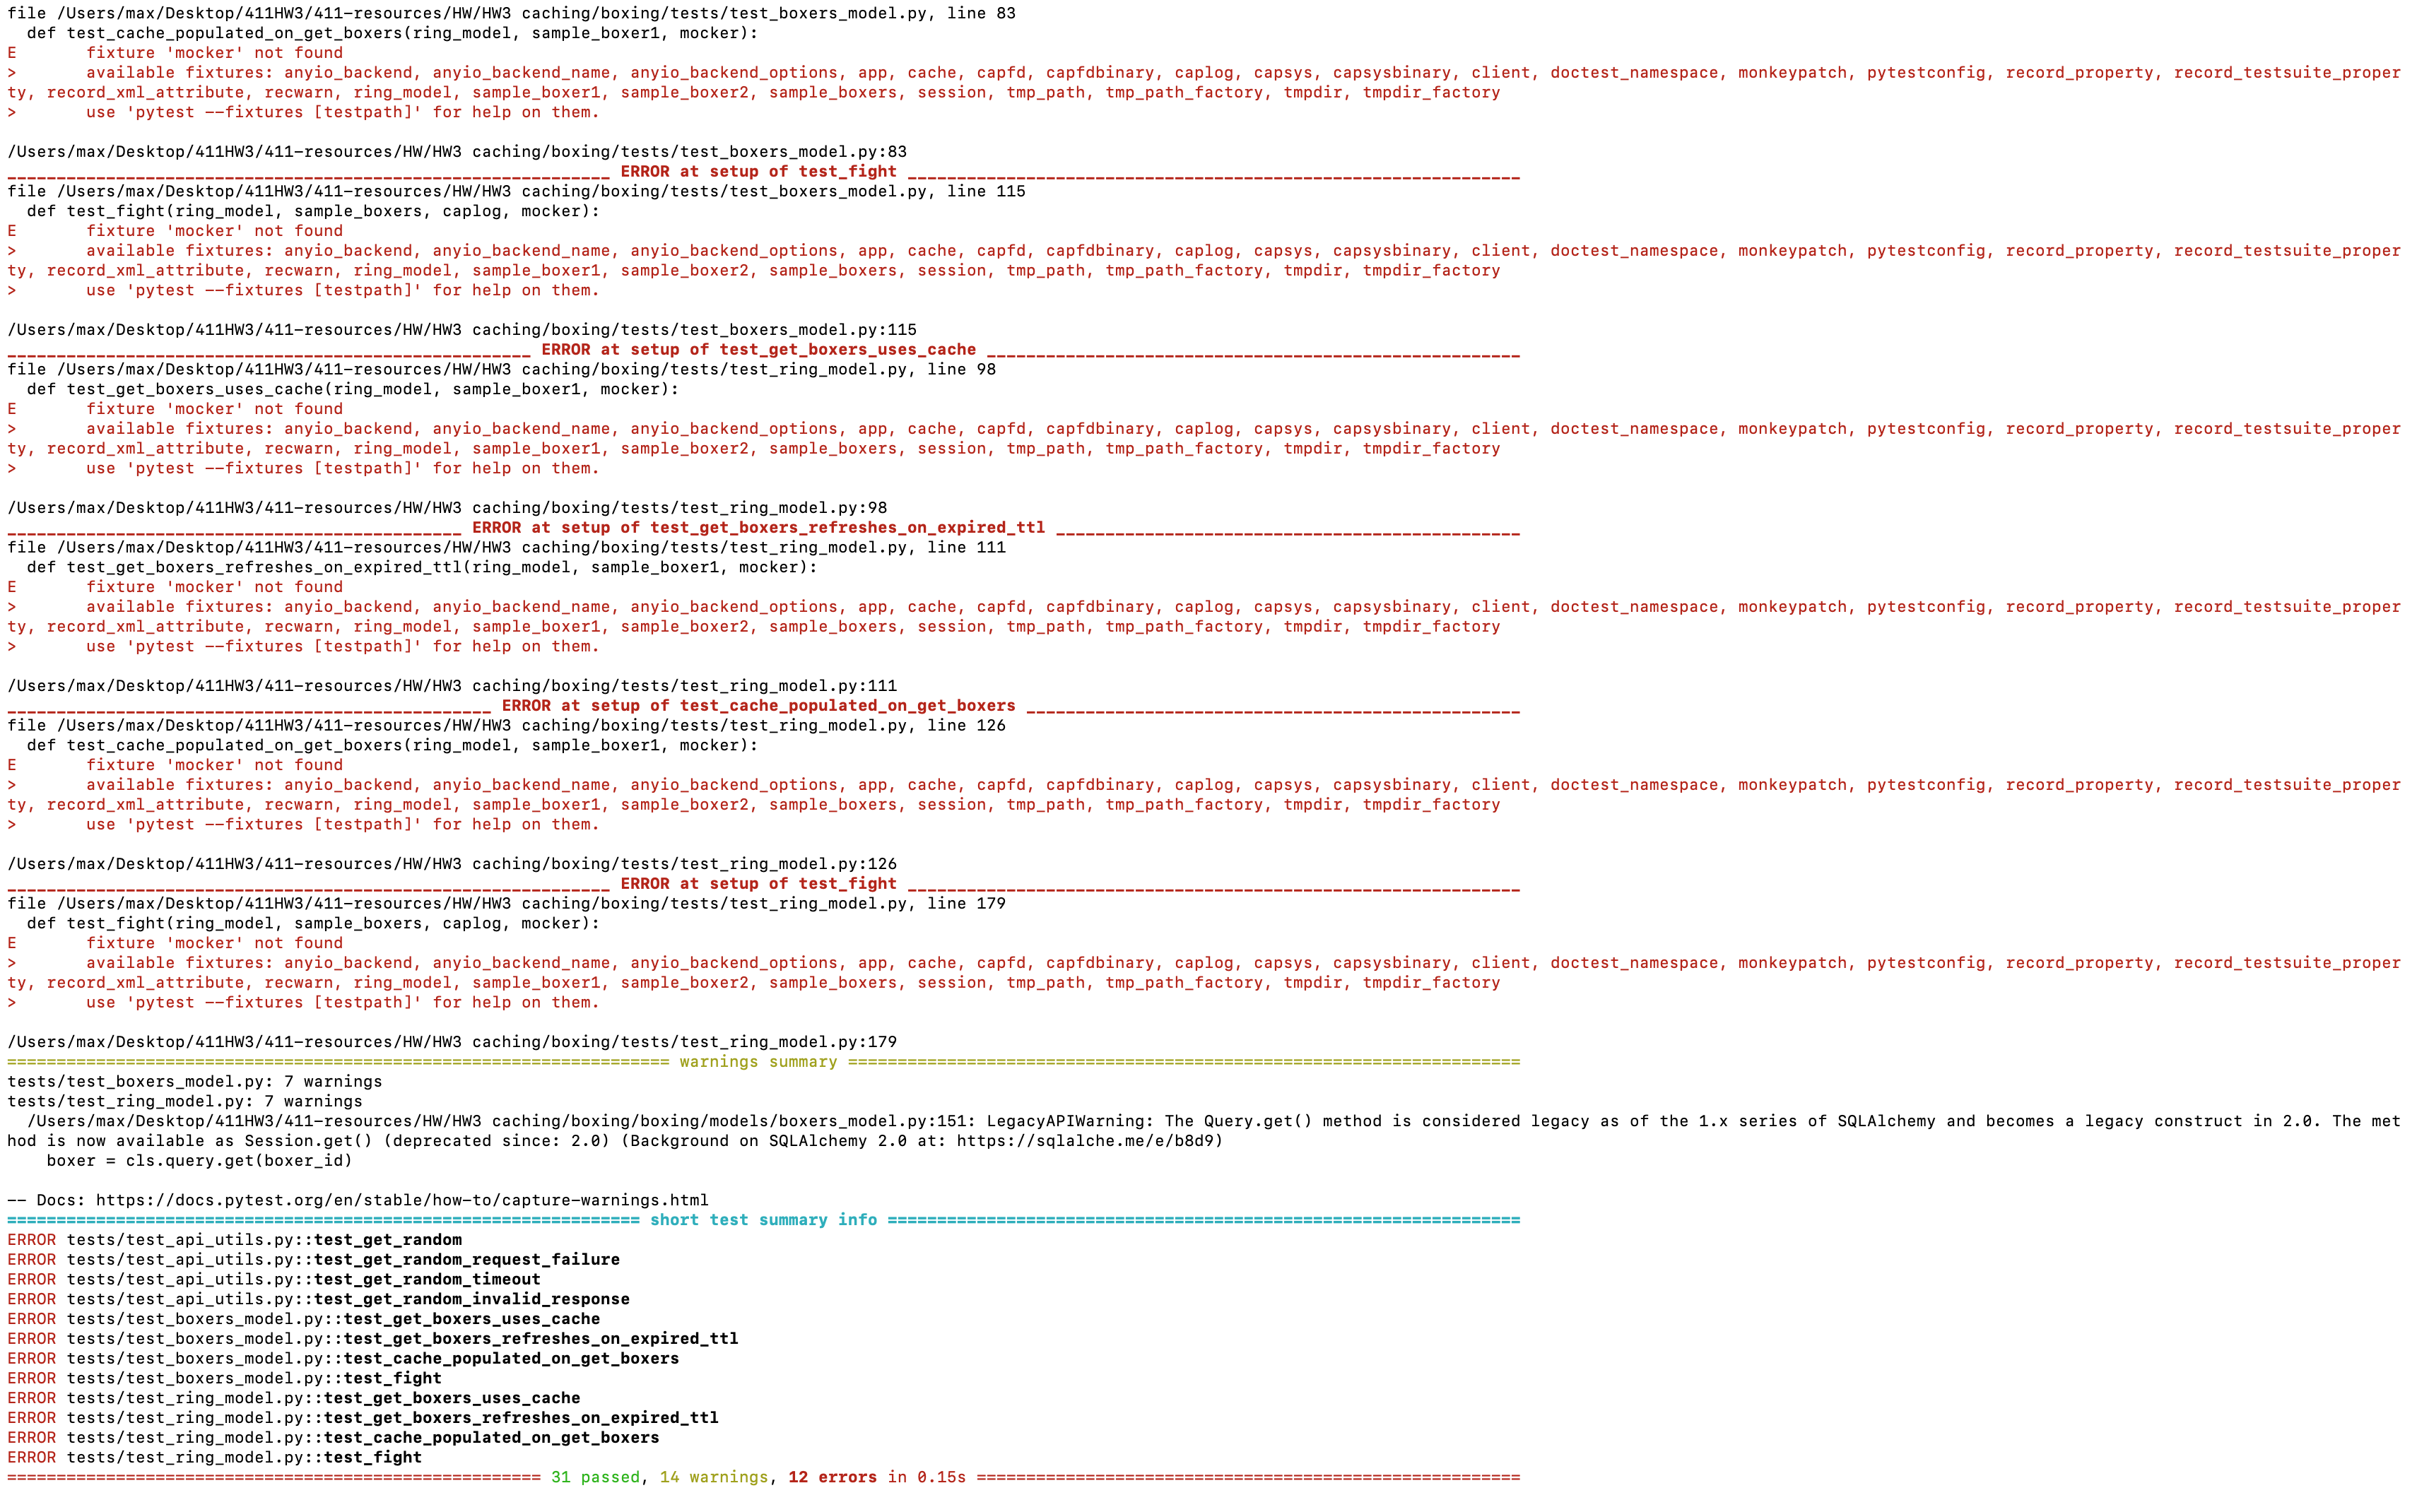 file /Users/max/Desktop/411HW3/411-resources/HW/HW3 caching/boxing/tests/test_boxers_model.py, line 83
  def test_cache_populated_on_get_boxers(ring_model, sample_boxer1, mocker):
E       fixture 'mocker' not found
>       available fixtures: anyio_backend, anyio_backend_name, anyio_backend_options, app, cache, capfd, capfdbinary, caplog, capsys, capsysbinary, client, doctest_namespace, monkeypatch, pytestconfig, record_property, record_testsuite_proper
ty, record_xml_attribute, recwarn, ring_model, sample_boxer1, sample_boxer2, sample_boxers, session, tmp_path, tmp_path_factory, tmpdir, tmpdir_factory
>       use 'pytest --fixtures [testpath]' for help on them.

/Users/max/Desktop/411HW3/411-resources/HW/HW3 caching/boxing/tests/test_boxers_model.py:83
_____________________________________________________________ ERROR at setup of test_fight ______________________________________________________________
file /Users/max/Desktop/411HW3/411-resources/HW/HW3 caching/boxing/tests/test_boxers_model.py, line 115
  def test_fight(ring_model, sample_boxers, caplog, mocker):
E       fixture 'mocker' not found
>       available fixtures: anyio_backend, anyio_backend_name, anyio_backend_options, app, cache, capfd, capfdbinary, caplog, capsys, capsysbinary, client, doctest_namespace, monkeypatch, pytestconfig, record_property, record_testsuite_proper
ty, record_xml_attribute, recwarn, ring_model, sample_boxer1, sample_boxer2, sample_boxers, session, tmp_path, tmp_path_factory, tmpdir, tmpdir_factory
>       use 'pytest --fixtures [testpath]' for help on them.

/Users/max/Desktop/411HW3/411-resources/HW/HW3 caching/boxing/tests/test_boxers_model.py:115
_____________________________________________________ ERROR at setup of test_get_boxers_uses_cache ______________________________________________________
file /Users/max/Desktop/411HW3/411-resources/HW/HW3 caching/boxing/tests/test_ring_model.py, line 98
  def test_get_boxers_uses_cache(ring_model, sample_boxer1, mocker):
E       fixture 'mocker' not found
>       available fixtures: anyio_backend, anyio_backend_name, anyio_backend_options, app, cache, capfd, capfdbinary, caplog, capsys, capsysbinary, client, doctest_namespace, monkeypatch, pytestconfig, record_property, record_testsuite_proper
ty, record_xml_attribute, recwarn, ring_model, sample_boxer1, sample_boxer2, sample_boxers, session, tmp_path, tmp_path_factory, tmpdir, tmpdir_factory
>       use 'pytest --fixtures [testpath]' for help on them.

/Users/max/Desktop/411HW3/411-resources/HW/HW3 caching/boxing/tests/test_ring_model.py:98
______________________________________________ ERROR at setup of test_get_boxers_refreshes_on_expired_ttl _______________________________________________
file /Users/max/Desktop/411HW3/411-resources/HW/HW3 caching/boxing/tests/test_ring_model.py, line 111
  def test_get_boxers_refreshes_on_expired_ttl(ring_model, sample_boxer1, mocker):
E       fixture 'mocker' not found
>       available fixtures: anyio_backend, anyio_backend_name, anyio_backend_options, app, cache, capfd, capfdbinary, caplog, capsys, capsysbinary, client, doctest_namespace, monkeypatch, pytestconfig, record_property, record_testsuite_proper
ty, record_xml_attribute, recwarn, ring_model, sample_boxer1, sample_boxer2, sample_boxers, session, tmp_path, tmp_path_factory, tmpdir, tmpdir_factory
>       use 'pytest --fixtures [testpath]' for help on them.

/Users/max/Desktop/411HW3/411-resources/HW/HW3 caching/boxing/tests/test_ring_model.py:111
_________________________________________________ ERROR at setup of test_cache_populated_on_get_boxers __________________________________________________
file /Users/max/Desktop/411HW3/411-resources/HW/HW3 caching/boxing/tests/test_ring_model.py, line 126
  def test_cache_populated_on_get_boxers(ring_model, sample_boxer1, mocker):
E       fixture 'mocker' not found
>       available fixtures: anyio_backend, anyio_backend_name, anyio_backend_options, app, cache, capfd, capfdbinary, caplog, capsys, capsysbinary, client, doctest_namespace, monkeypatch, pytestconfig, record_property, record_testsuite_proper
ty, record_xml_attribute, recwarn, ring_model, sample_boxer1, sample_boxer2, sample_boxers, session, tmp_path, tmp_path_factory, tmpdir, tmpdir_factory
>       use 'pytest --fixtures [testpath]' for help on them.

/Users/max/Desktop/411HW3/411-resources/HW/HW3 caching/boxing/tests/test_ring_model.py:126
_____________________________________________________________ ERROR at setup of test_fight ______________________________________________________________
file /Users/max/Desktop/411HW3/411-resources/HW/HW3 caching/boxing/tests/test_ring_model.py, line 179
  def test_fight(ring_model, sample_boxers, caplog, mocker):
E       fixture 'mocker' not found
>       available fixtures: anyio_backend, anyio_backend_name, anyio_backend_options, app, cache, capfd, capfdbinary, caplog, capsys, capsysbinary, client, doctest_namespace, monkeypatch, pytestconfig, record_property, record_testsuite_proper
ty, record_xml_attribute, recwarn, ring_model, sample_boxer1, sample_boxer2, sample_boxers, session, tmp_path, tmp_path_factory, tmpdir, tmpdir_factory
>       use 'pytest --fixtures [testpath]' for help on them.

/Users/max/Desktop/411HW3/411-resources/HW/HW3 caching/boxing/tests/test_ring_model.py:179
=================================================================== warnings summary ====================================================================
tests/test_boxers_model.py: 7 warnings
tests/test_ring_model.py: 7 warnings
  /Users/max/Desktop/411HW3/411-resources/HW/HW3 caching/boxing/boxing/models/boxers_model.py:151: LegacyAPIWarning: The Query.get() method is considered legacy as of the 1.x series of SQLAlchemy and becomes a legacy construct in 2.0. The met
hod is now available as Session.get() (deprecated since: 2.0) (Background on SQLAlchemy 2.0 at: https://sqlalche.me/e/b8d9)
    boxer = cls.query.get(boxer_id)

-- Docs: https://docs.pytest.org/en/stable/how-to/capture-warnings.html
================================================================ short test summary info ================================================================
ERROR tests/test_api_utils.py::test_get_random
ERROR tests/test_api_utils.py::test_get_random_request_failure
ERROR tests/test_api_utils.py::test_get_random_timeout
ERROR tests/test_api_utils.py::test_get_random_invalid_response
ERROR tests/test_boxers_model.py::test_get_boxers_uses_cache
ERROR tests/test_boxers_model.py::test_get_boxers_refreshes_on_expired_ttl
ERROR tests/test_boxers_model.py::test_cache_populated_on_get_boxers
ERROR tests/test_boxers_model.py::test_fight
ERROR tests/test_ring_model.py::test_get_boxers_uses_cache
ERROR tests/test_ring_model.py::test_get_boxers_refreshes_on_expired_ttl
ERROR tests/test_ring_model.py::test_cache_populated_on_get_boxers
ERROR tests/test_ring_model.py::test_fight
====================================================== 31 passed, 14 warnings, 12 errors in 0.15s =======================================================